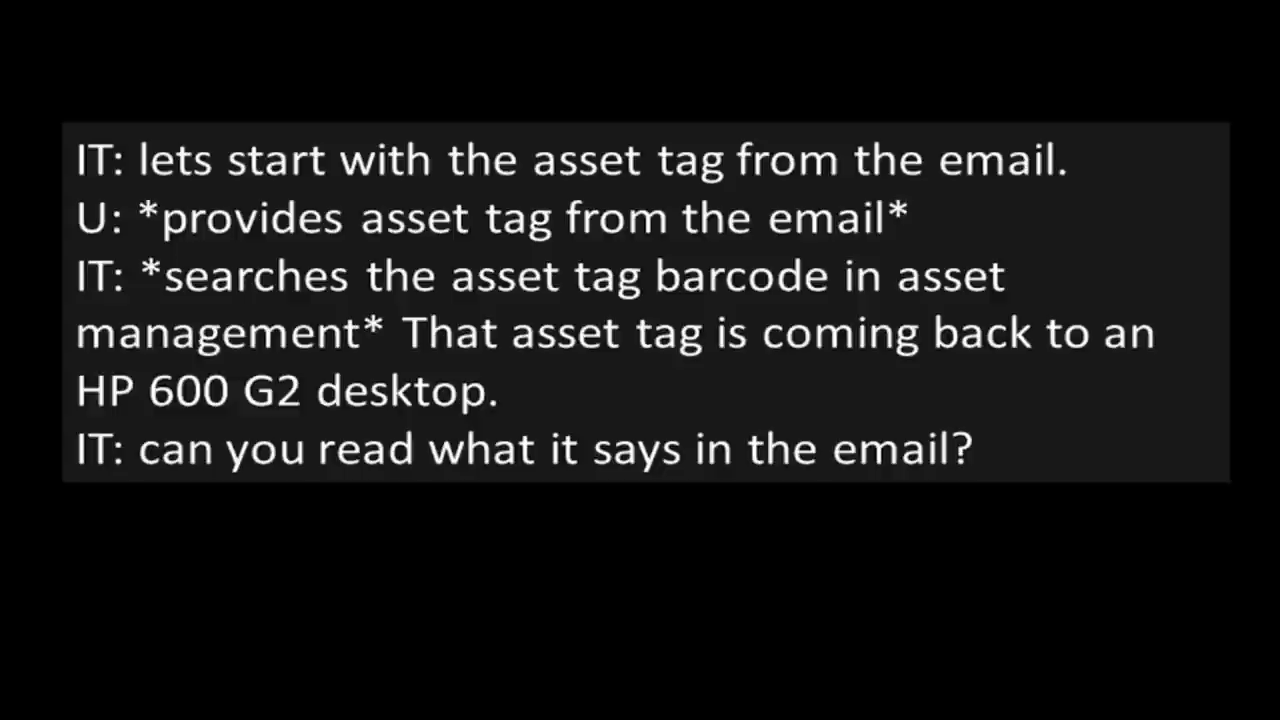 IT: lets start with the asset tag from the email.
U: *provides asset tag from the email*
IT: *searches the asset tag barcode in asset
management* That asset tag is coming back to an
HP 600 G2 desktop.
IT: can you read what it says in the email?